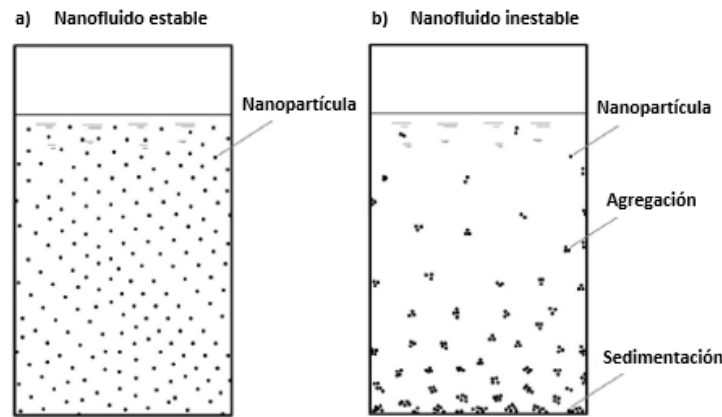 a) Nanofluido estable
b) Nanofluido inestable
Nanopartícula
Nanopartícula
Agregación
Sedimentación